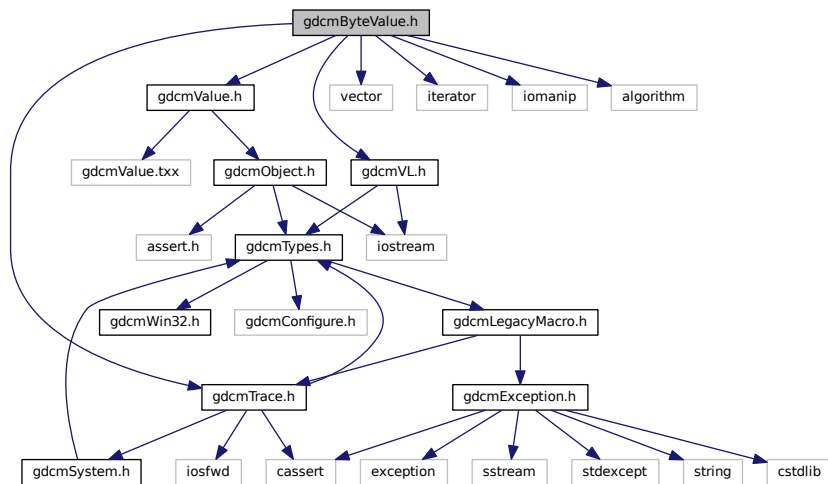 gdcmByteValue.h
gdcmValue.h
vector
iterator
iomanip
algorithm
gdcmValue.txx
gdcmObject.h
gdcmVL.h
assert.h
gdcmTypes.h
iostream
gdcmWin32.h
gdcmConfigure.h
gdcmLegacyMacro.h
gdcmTrace.h
gdcmException.h
gdcmSystem.h
iosfwd
cassert
exception
sstream
stdexcept
string
cstdlib